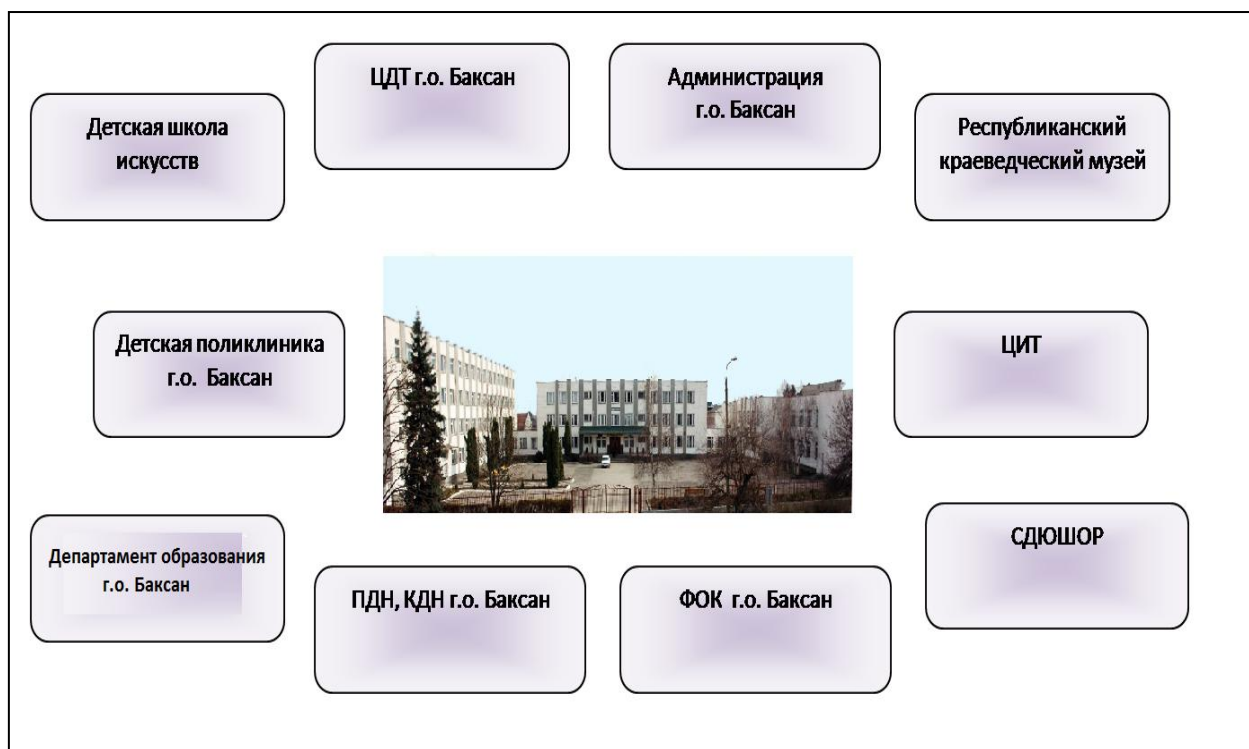 ЦДТ г.о. Баксан
Администрация
г.о. Баксан
Детская школа
искусств
Республиканский
краеведческий музей
Детская поликлиника
г.о. Баксан
ЦИТ
Департамент образования
г.о. Баксан
СДЮШОР
ПДН, КДН г.о. Баксан
ФОК г.о. Баксан